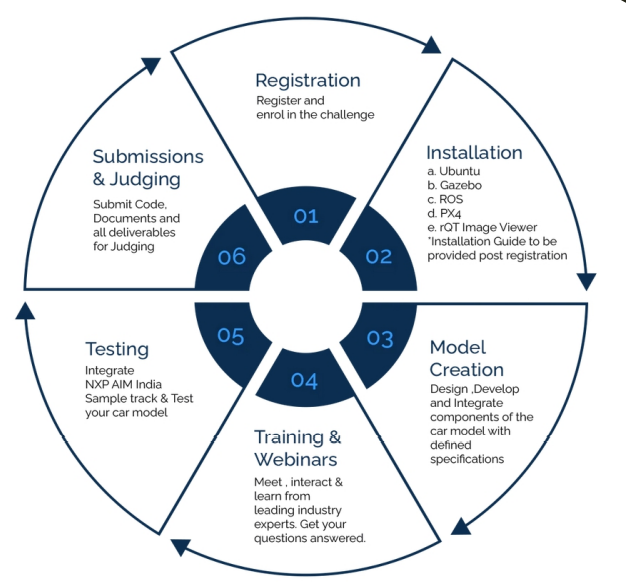 Registration
Register and
enrol in the challenge
01
Installation
a. Ubuntu
b. Gazebo
c. ROS
d. PX4
e. rQT Image Viewer
*Installation Guide to be
provided post registration
02
Model
Creation
Design ,Develop
and Integrate
components of the
car model with
defined
specifications
03
Training &
Webinars
Meet , interact &
learn from
leading industry
experts. Get your
questions answered.
04
Testing
Integrate
NXP AIM India
Sample track & Test
your car model
05
Submissions
& Judging
Submit Code,
Documents and
all deliverables
for Judging
06